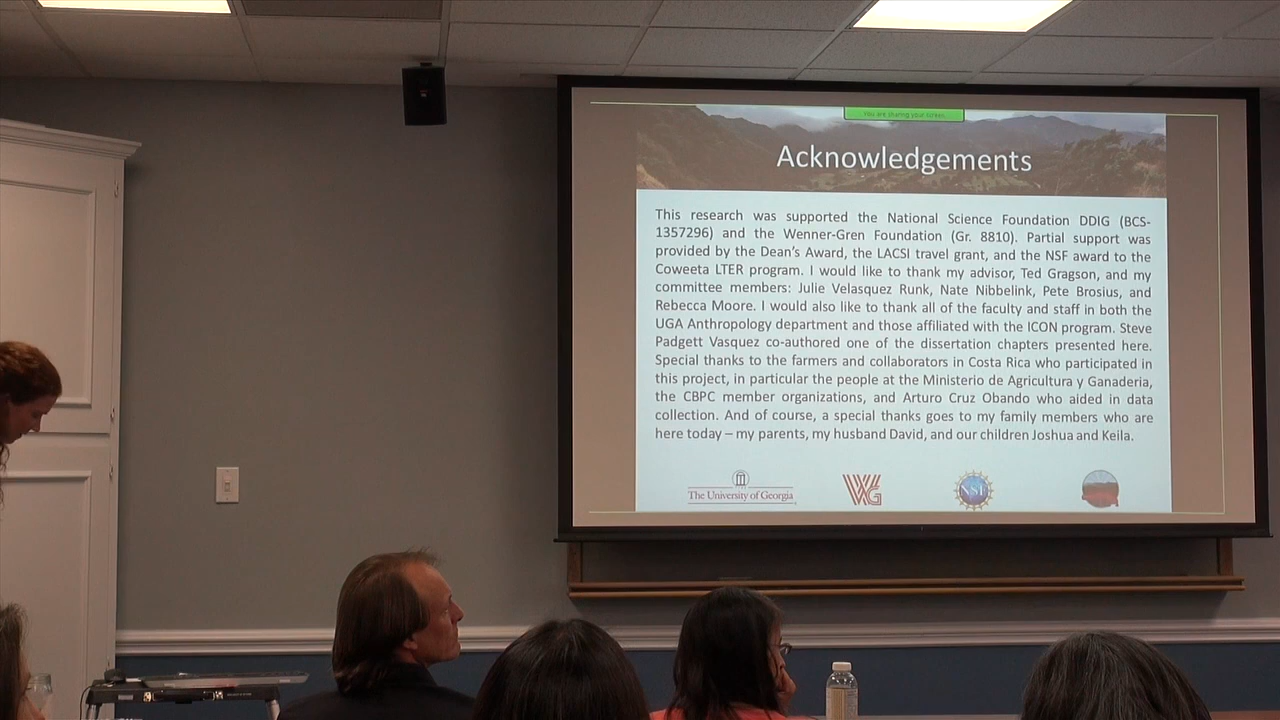 You are sharing your screen.
Acknowledgements
This research was supported the National Science Foundation DDIG (BCS-
1357296) and the Wenner-Gren Foundation (Gr. 8810). Partial support was
provided by the Dean's Award, the LACSI travel grant, and the NSF award to the
Coweeta LTER program. I would like to thank my advisor, Ted Gragson, and my
committee members: Julie Velasquez Runk, Nate Nibbelink, Pete Brosius, and
Rebecca Moore. I would also like to thank all of the faculty and staff in both the
UGA Anthropology department and those affiliated with the ICON program. Steve
Padgett Vasquez co-authored one of the dissertation chapters presented here.
Special thanks to the farmers and collaborators in Costa Rica who participated in
this project, in particular the people at the Ministerio de Agricultura y Ganaderia,
the CBPC member organizations, and Arturo Cruz Obando who aided in data
collection. And of course, a special thanks goes to my family members who are
here today – my parents, my husband David, and our children Joshua and Keila.
The University of Georgia
WG
NSF